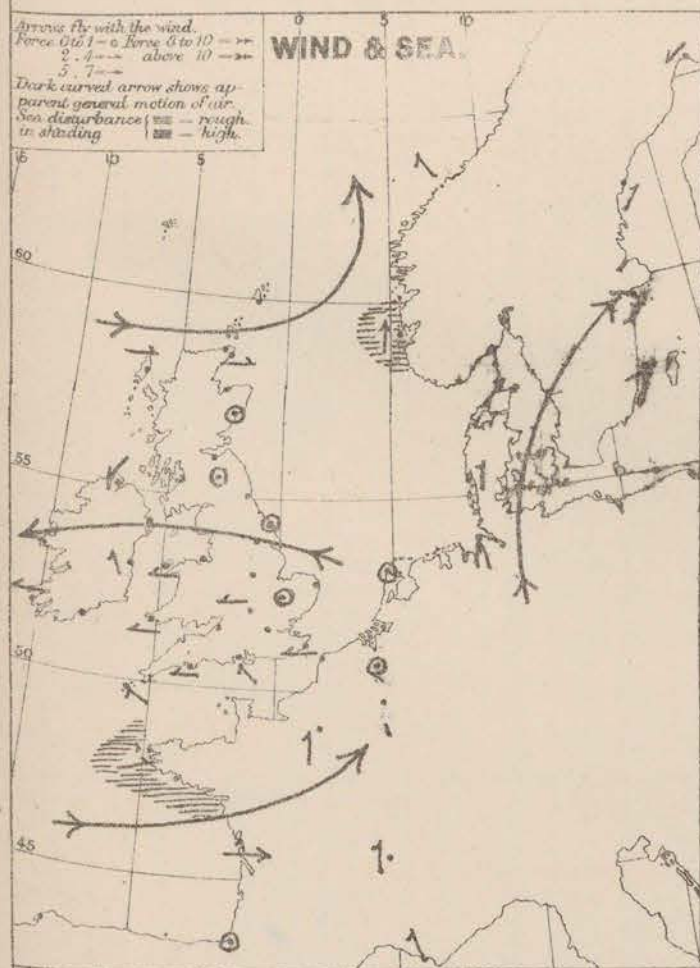 0 5 10
WIND & SEA.
Arrows fly with the wind.
Force 0 to 1 – Force 8 to 10 –
2 . 4 – above 10 –
5 . 7 –
Dark curved arrow shows ap-
parent general motion of air.
Sea disturbance – rough.
in shading – high.
15 10 5
60
55
50
45